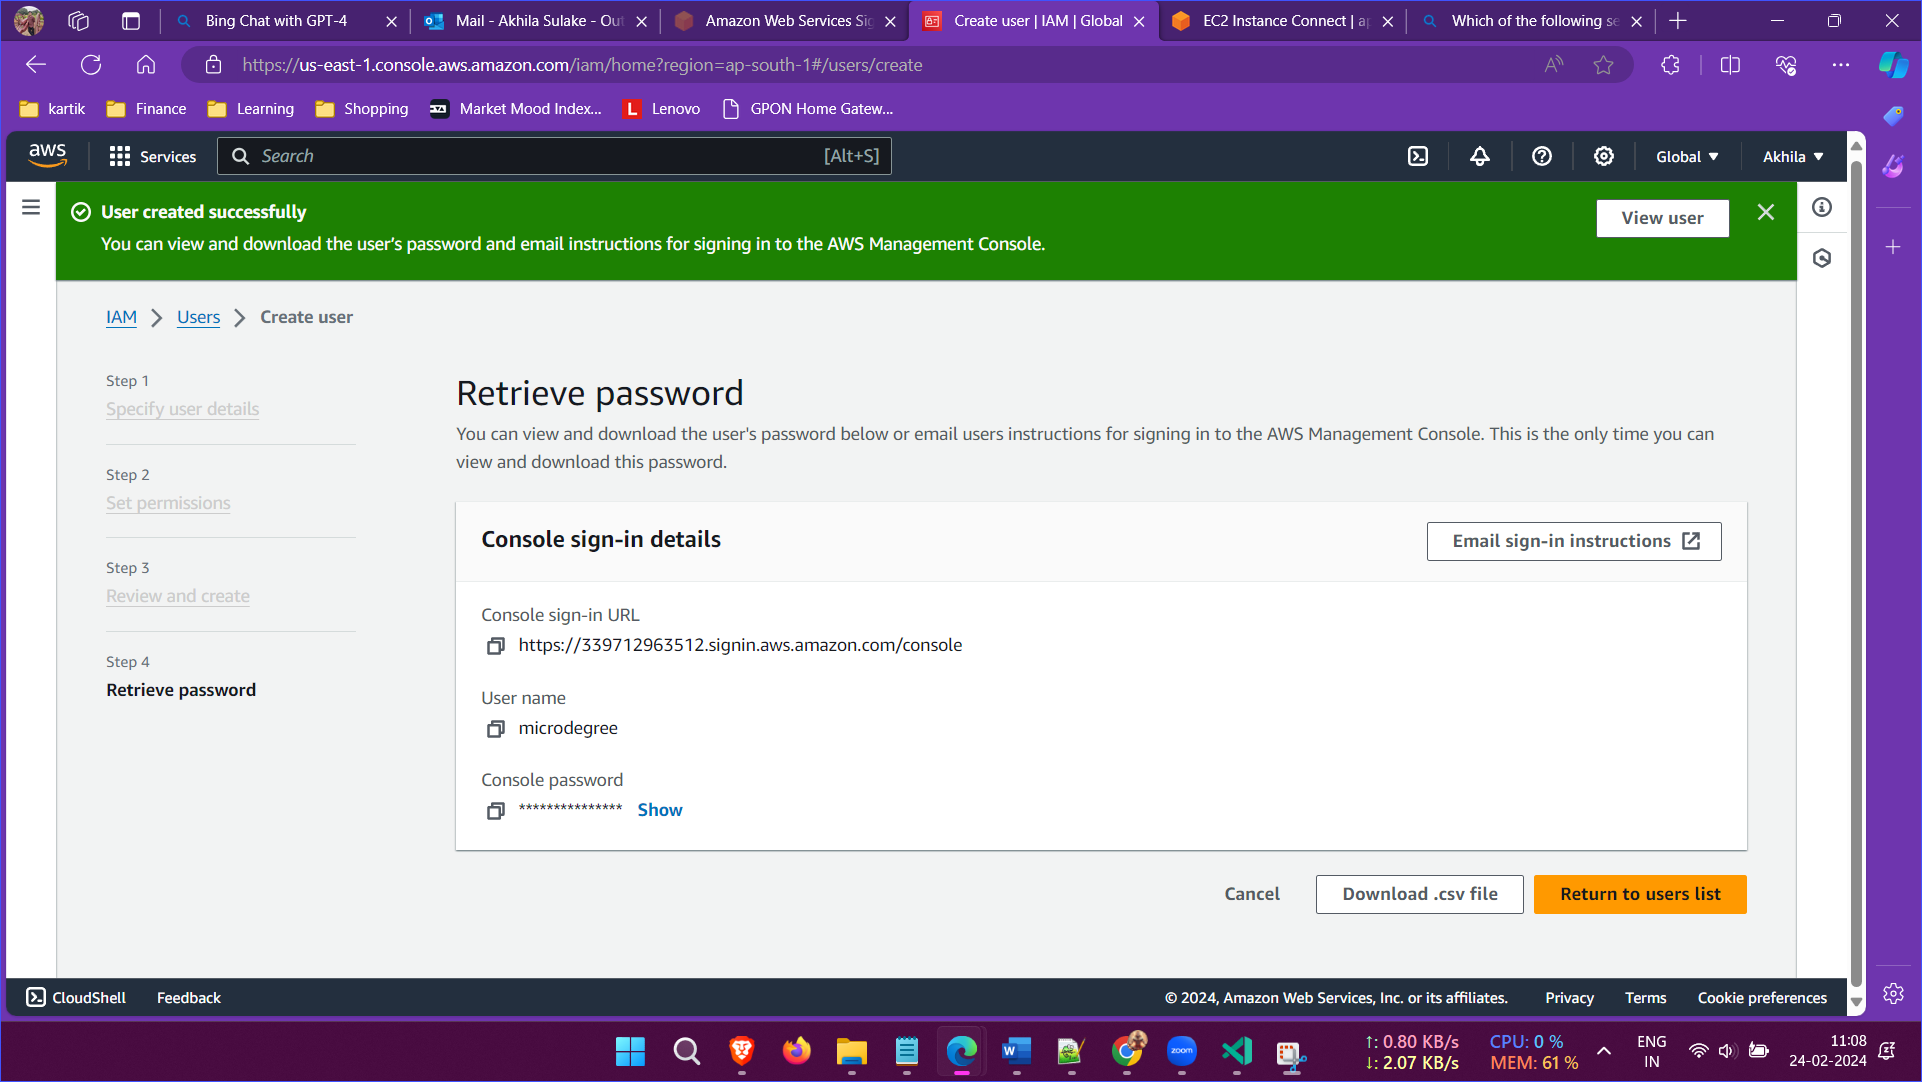 Bing Chat with GPT-4
Mail - Akhila Sulake - Out
Amazon Web Services Sig
Create user | IAM | Global
EC2 Instance Connect | ap
Which of the following se
https://us-east-1.console.aws.amazon.com/iam/home?region=ap-south-1#/users/create
kartik
Finance
Learning
Shopping
Market Mood Index...
Lenovo
GPON Home Gatew...
aws
Services
Search
[Alt+S]
Global
Akhila
User created successfully
You can view and download the user's password and email instructions for signing in to the AWS Management Console.
View user
IAM
Users
Create user
Step 1
Specify user details
Step 2
Set permissions
Step 3
Review and create
Step 4
Retrieve password
Retrieve password
You can view and download the user's password below or email users instructions for signing in to the AWS Management Console. This is the only time you can
view and download this password.
Console sign-in details
Email sign-in instructions
Console sign-in URL
https://339712963512.signin.aws.amazon.com/console
User name
microdegree
Console password
*************** Show
Cancel
Download .csv file
Return to users list
CloudShell
Feedback
© 2024, Amazon Web Services, Inc. or its affiliates.
Privacy
Terms
Cookie preferences
zoom
↑: 0.80 KB/s
↓: 2.07 KB/s
CPU: 0 %
MEM: 61 %
ENG
IN
11:08
24-02-2024